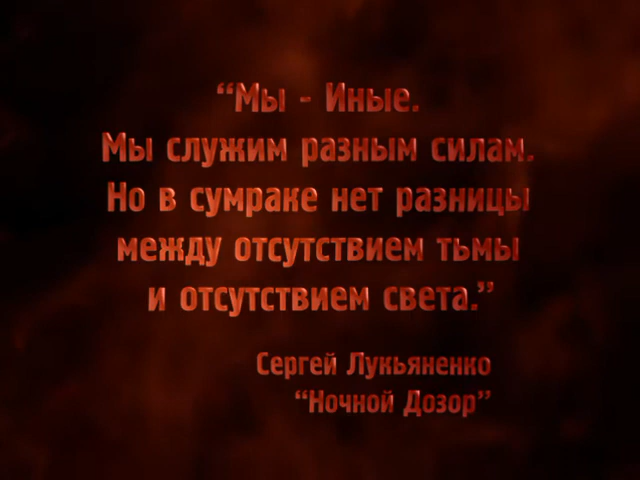 “Мы - Иные.
Мы служим разным силам.
Но в сумраке нет разницы
между отсутствием тьмы
и отсутствием света.”
Сергей Лукьяненко
“Ночной Дозор”